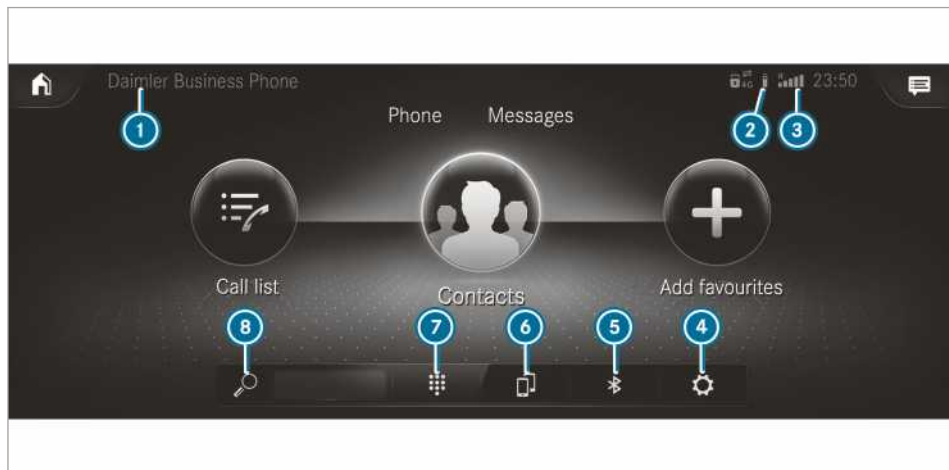 Daimler Business Phone 4G 23:50
1 2 3
Phone Messages
Call list Contacts Add favourites
8 7 6 5 4